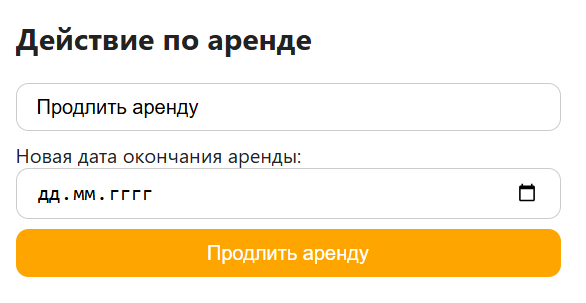 Действие по аренде
Продлить аренду
Новая дата окончания аренды:
дд.мм.гггг
Продлить аренду